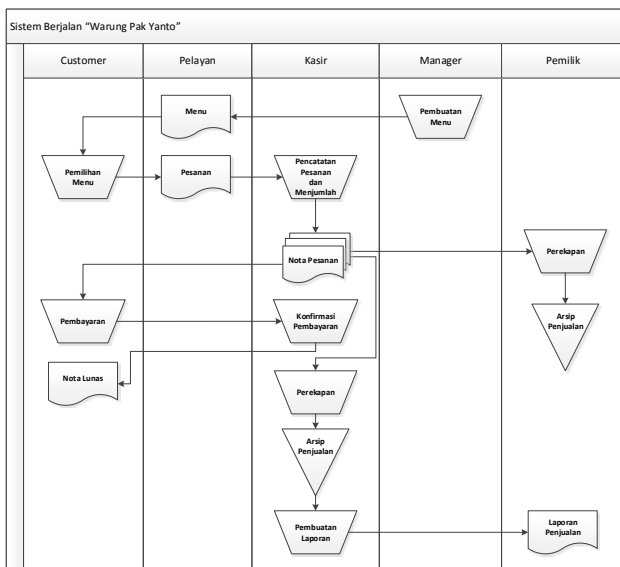 Sistem Berjalan “Warung Pak Yanto”
Customer
Pelayan
Kasir
Manager
Pemilik
Menu
Pembuatan
Menu
Pemilihan
Menu
Pesanan
Pencatatan
Pesanan
dan
Menjumlah
Nota Pesanan
Perekapan
Pembayaran
Konfirmasi
Pembayaran
Arsip
Penjualan
Nota Lunas
Perekapan
Arsip
Penjualan
Pembuatan
Laporan
Laporan
Penjualan